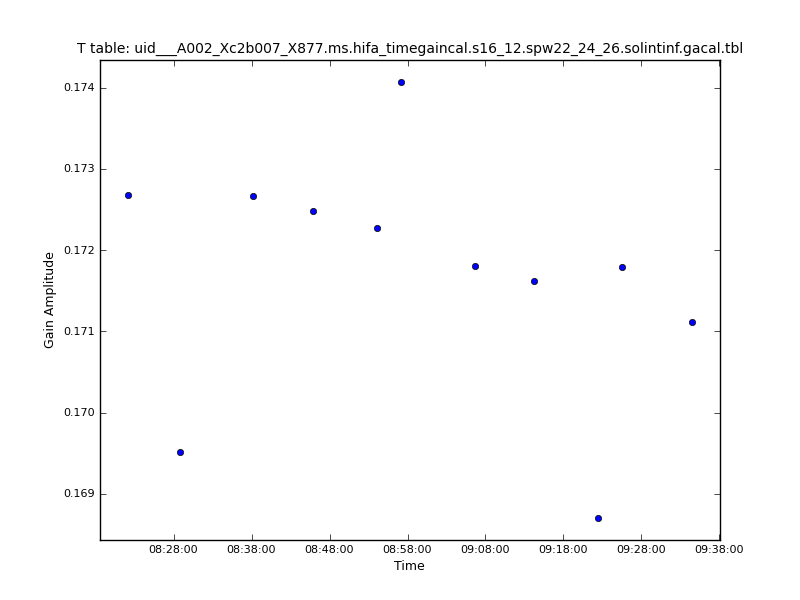 T table: uid___A002_Xc2b007_X877.ms.hifa_timegaincal.s16_12.spw22_24_26.solintinf.gacal.tbl
0.174
0.173
0.172
0.171
0.170
0.169
Gain Amplitude
08:28:00 08:38:00 08:48:00 08:58:00 09:08:00 09:18:00 09:28:00 09:38:00
Time